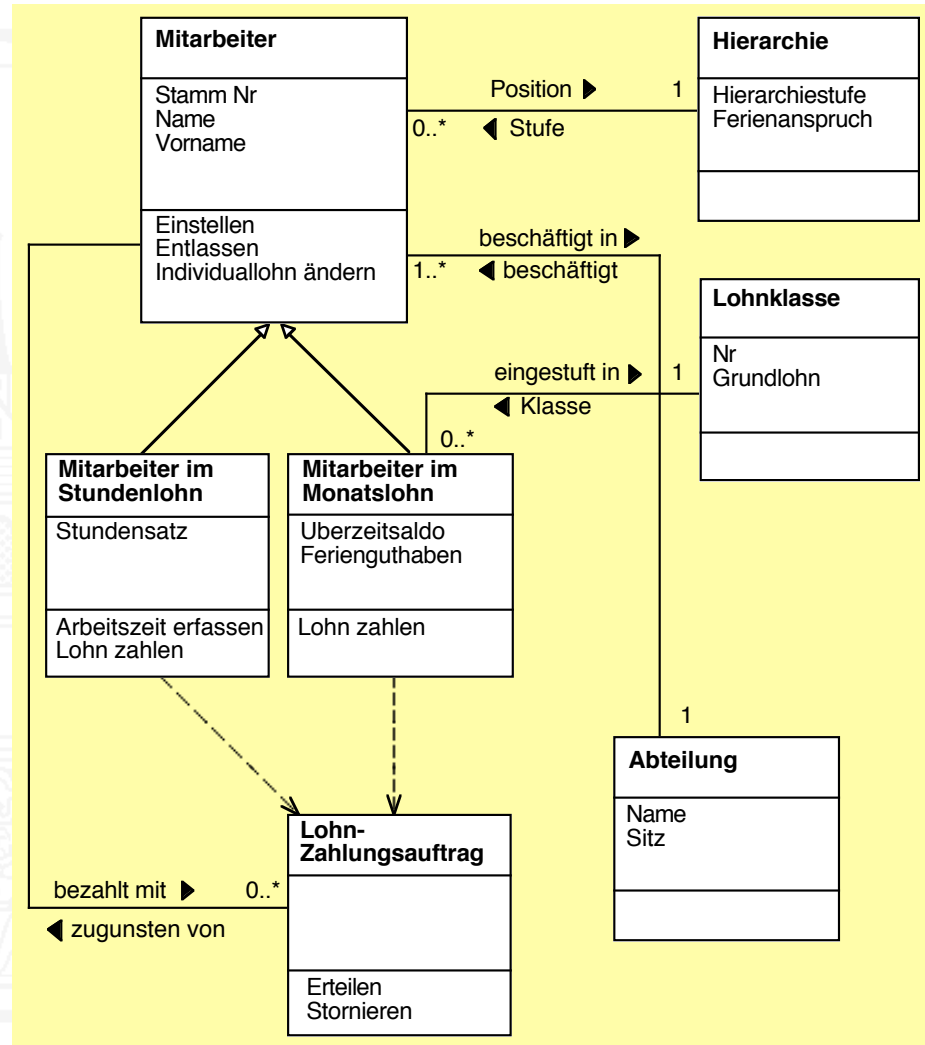 Mitarbeiter
Stamm Nr
Name
Vorname
Einstellen
Entlassen
Individuallohn ändern
Position ▶
1
0..*
◀ Stufe
Hierarchie
Hierarchiestufe
Ferienanspruch
beschäftigt in ▶
1..*
◀ beschäftigt
Lohnklasse
Nr
Grundlohn
eingestuft in ▶
1
◀ Klasse
0..*
Mitarbeiter im
Stundenlohn
Stundensatz
Arbeitszeit erfassen
Lohn zahlen
Mitarbeiter im
Monatslohn
Uberzeitsaldo
Ferienguthaben
Lohn zahlen
1
Abteilung
Name
Sitz
Lohn-
Zahlungsauftrag
Erteilen
Stornieren
bezahlt mit ▶
0..*
◀ zugunsten von